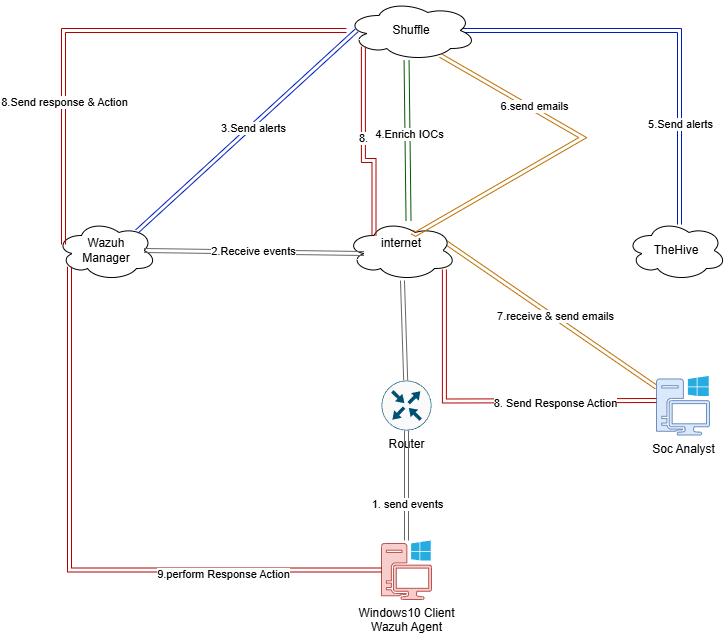 Shuffle
8.Send response & Action
6.send emails
3.Send alerts
8.
4.Enrich IOCs
5.Send alerts
Wazuh
Manager
internet
TheHive
2.Receive events
7.receive & send emails
8. Send Response Action
Router
Soc Analyst
1. send events
9.perform Response Action
Windows10 Client
Wazuh Agent